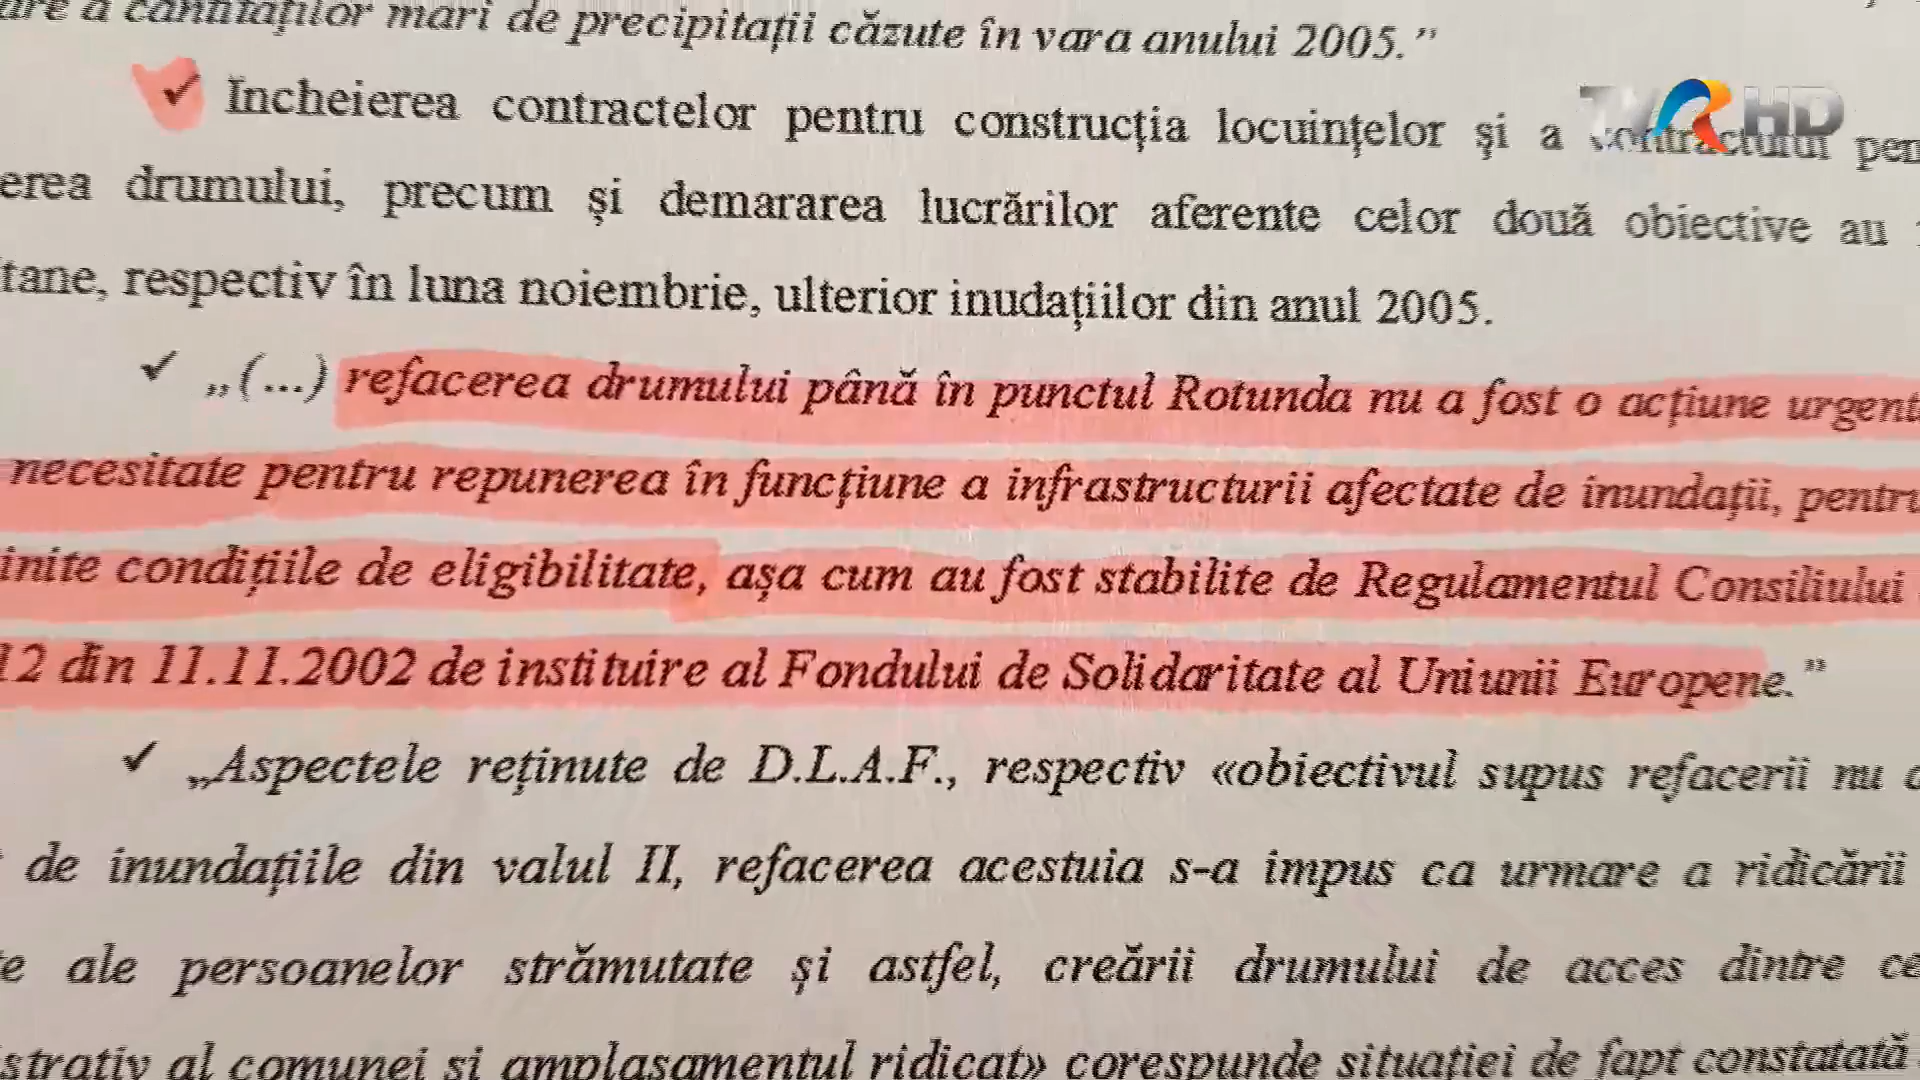 a cantităților mari de precipitații căzute în vara anului 2005.”
✓ Incheierea contractelor pentru construcția locuințelor și a contractului pen
erea drumului, precum și demararea lucrărilor aferente celor două obiective au
tane, respectiv în luna noiembrie, ulterior inudațiilor din anul 2005.
✓ „(...) refacerea drumului până în punctul Rotunda nu a fost o acțiune urgent
necesitate pentru repunerea în funcțiune a infrastructurii afectate de inundații, pentru
inite condițiile de eligibilitate, așa cum au fost stabilite de Regulamentul Consiliului
12 din 11.11.2002 de instituire al Fondului de Solidaritate al Uniunii Europene.”
✓ „Aspectele reținute de D.L.A.F., respectiv «obiectivul supus refacerii nu
de inundațiile din valul II, refacerea acestuia s-a impus ca urmare a ridicării
e ale persoanelor strămutate și astfel, creării drumului de acces dintre ce
strativ al comunei și amplasamentul ridicat» corespunde situației de fapt constatată
TVR HD